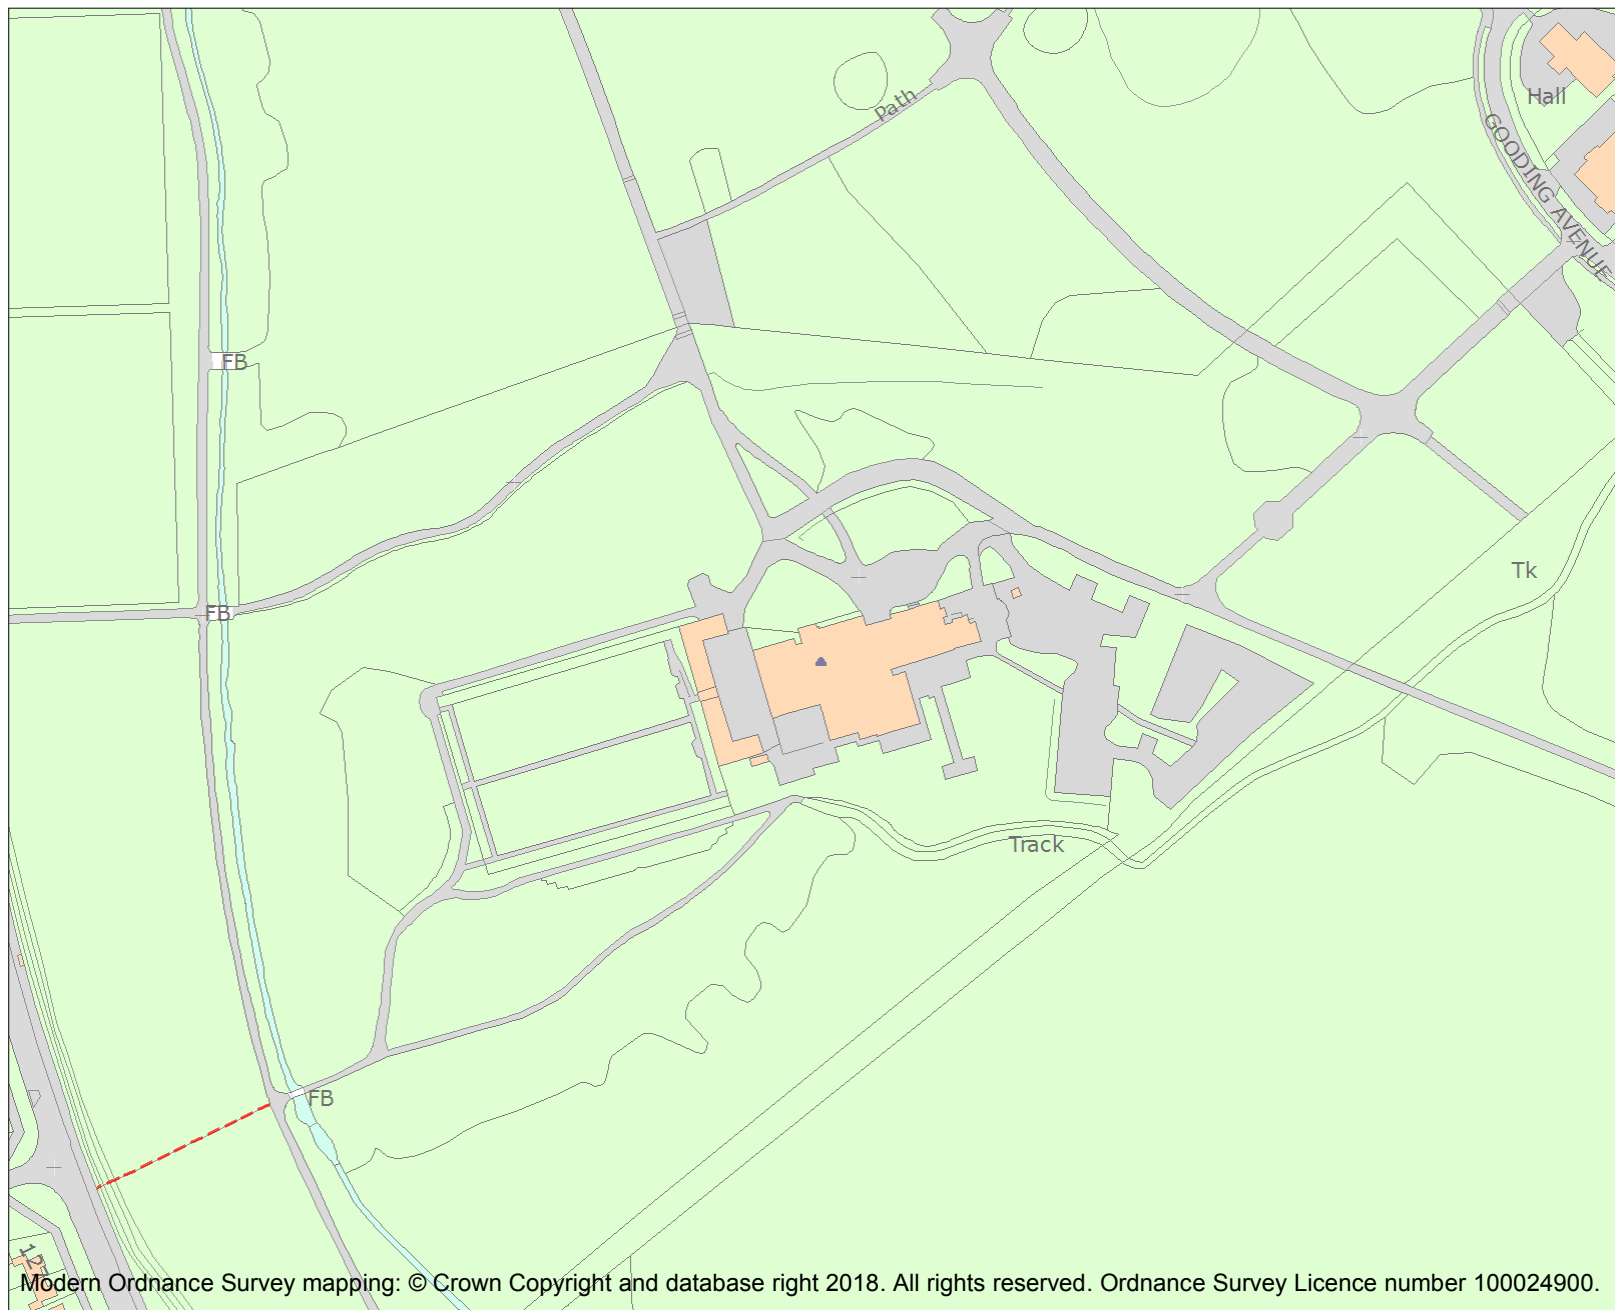 Hall
Path
GOODING AVENUE
FB
Tk
FB
Track
FB
Modern Ordnance Survey mapping: © Crown Copyright and database right 2018. All rights reserved. Ordnance Survey Licence number 100024900.